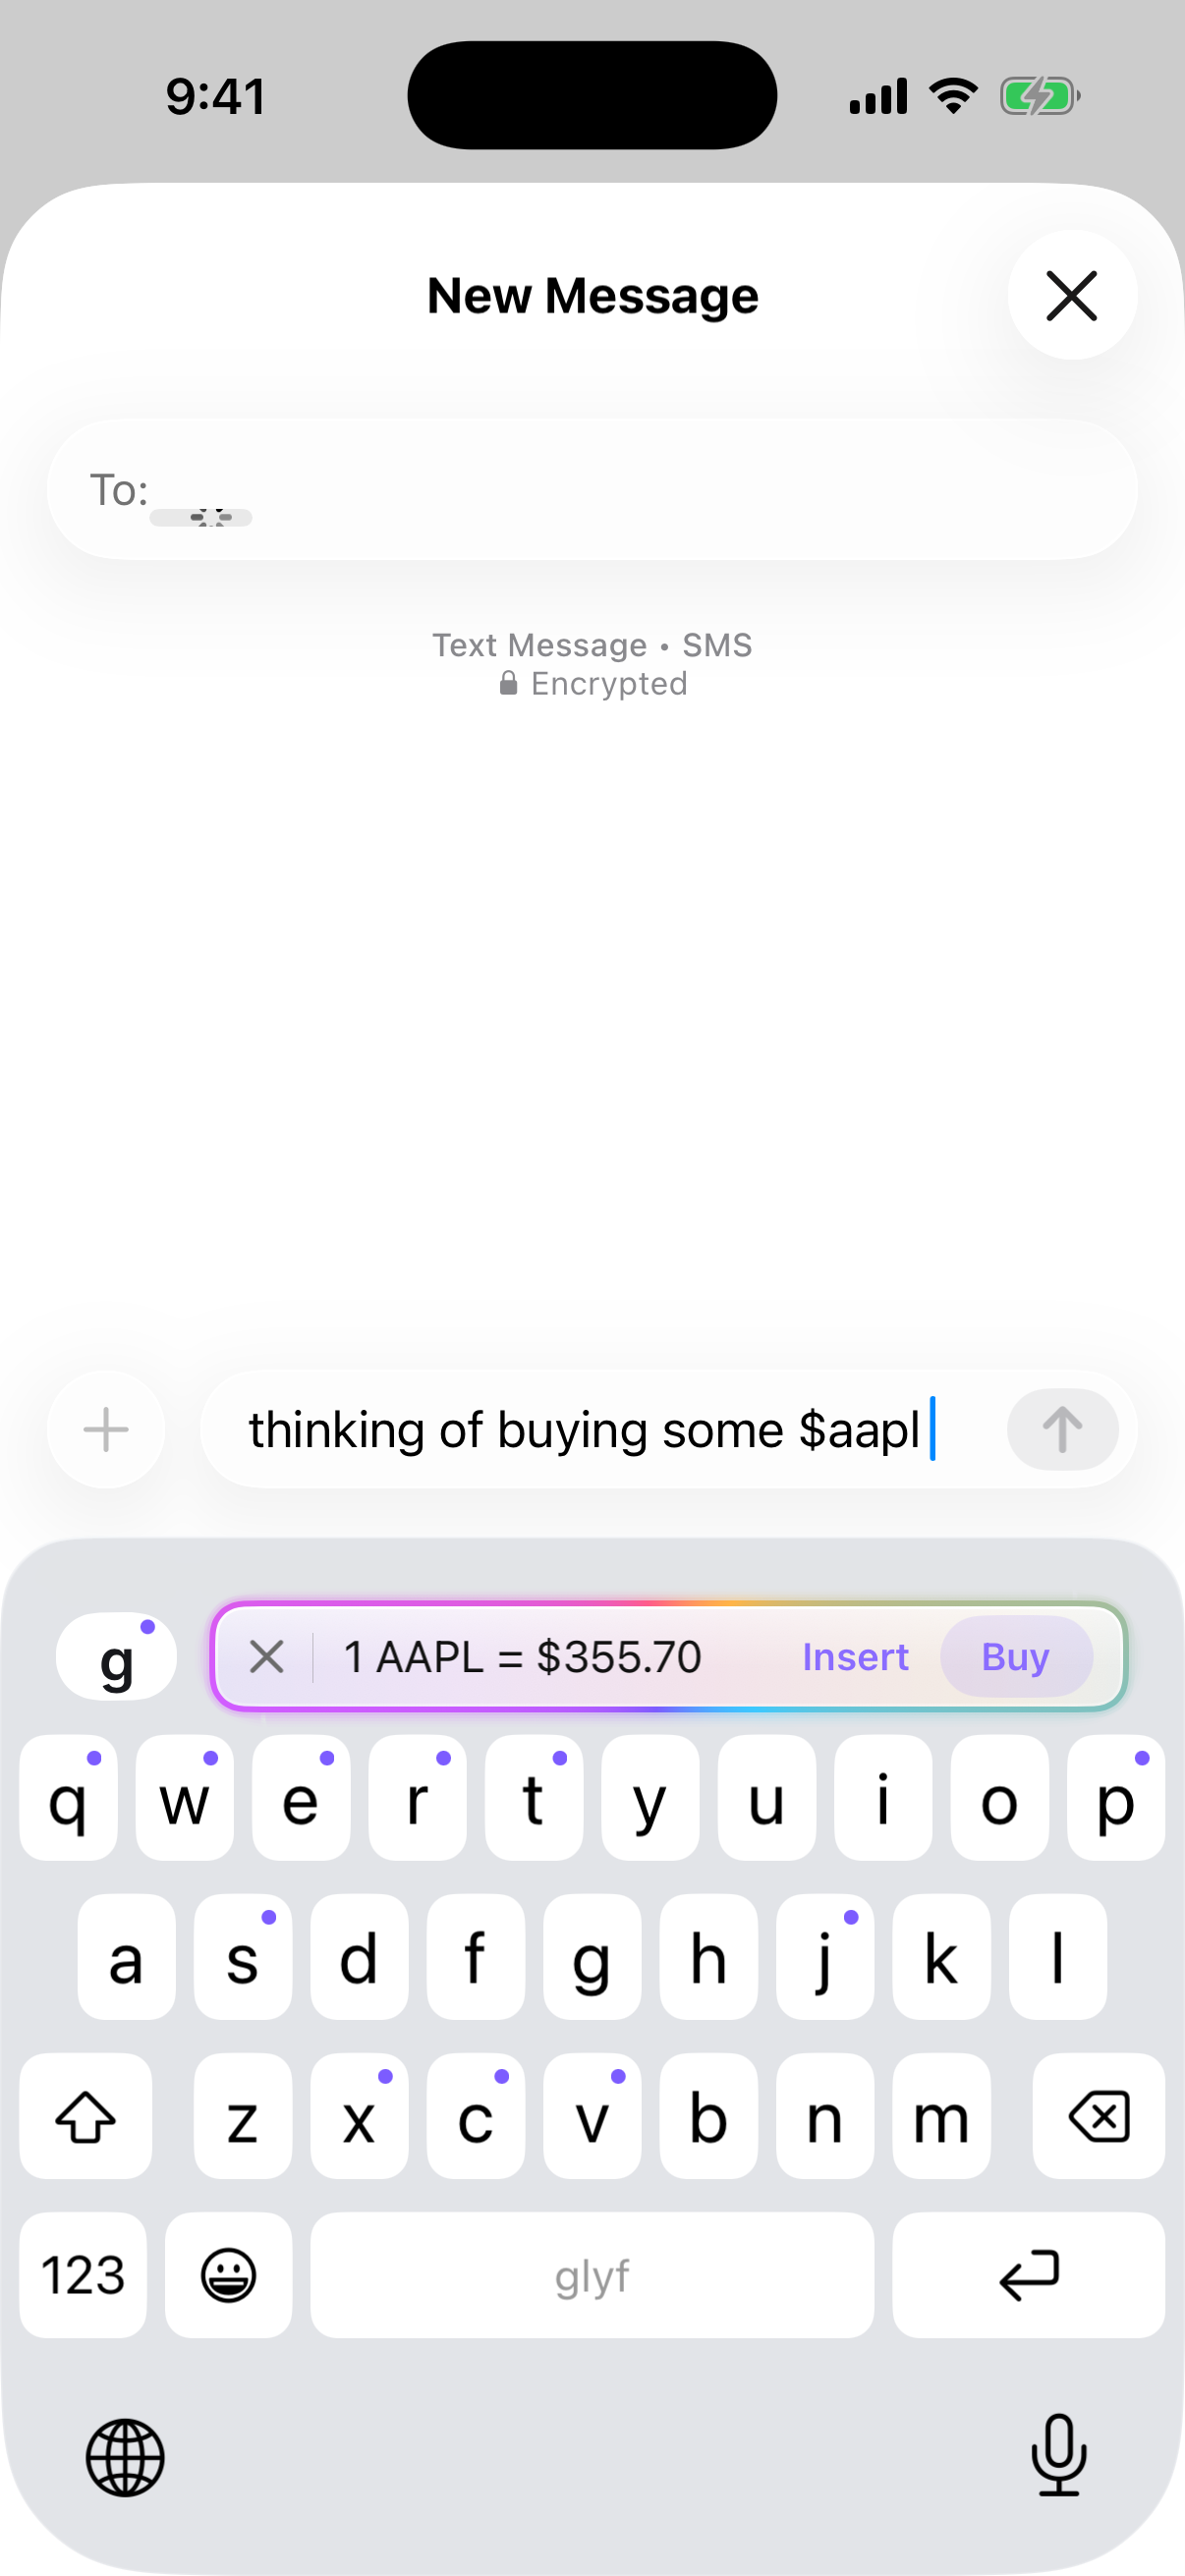 9:41
New Message
To:
Text Message • SMS
Encrypted
thinking of buying some $aapl
g
1 AAPL = $355.70 Insert Buy
q w e r t y u i o p
a s d f g h j k l
z x c v b n m
123 glyf